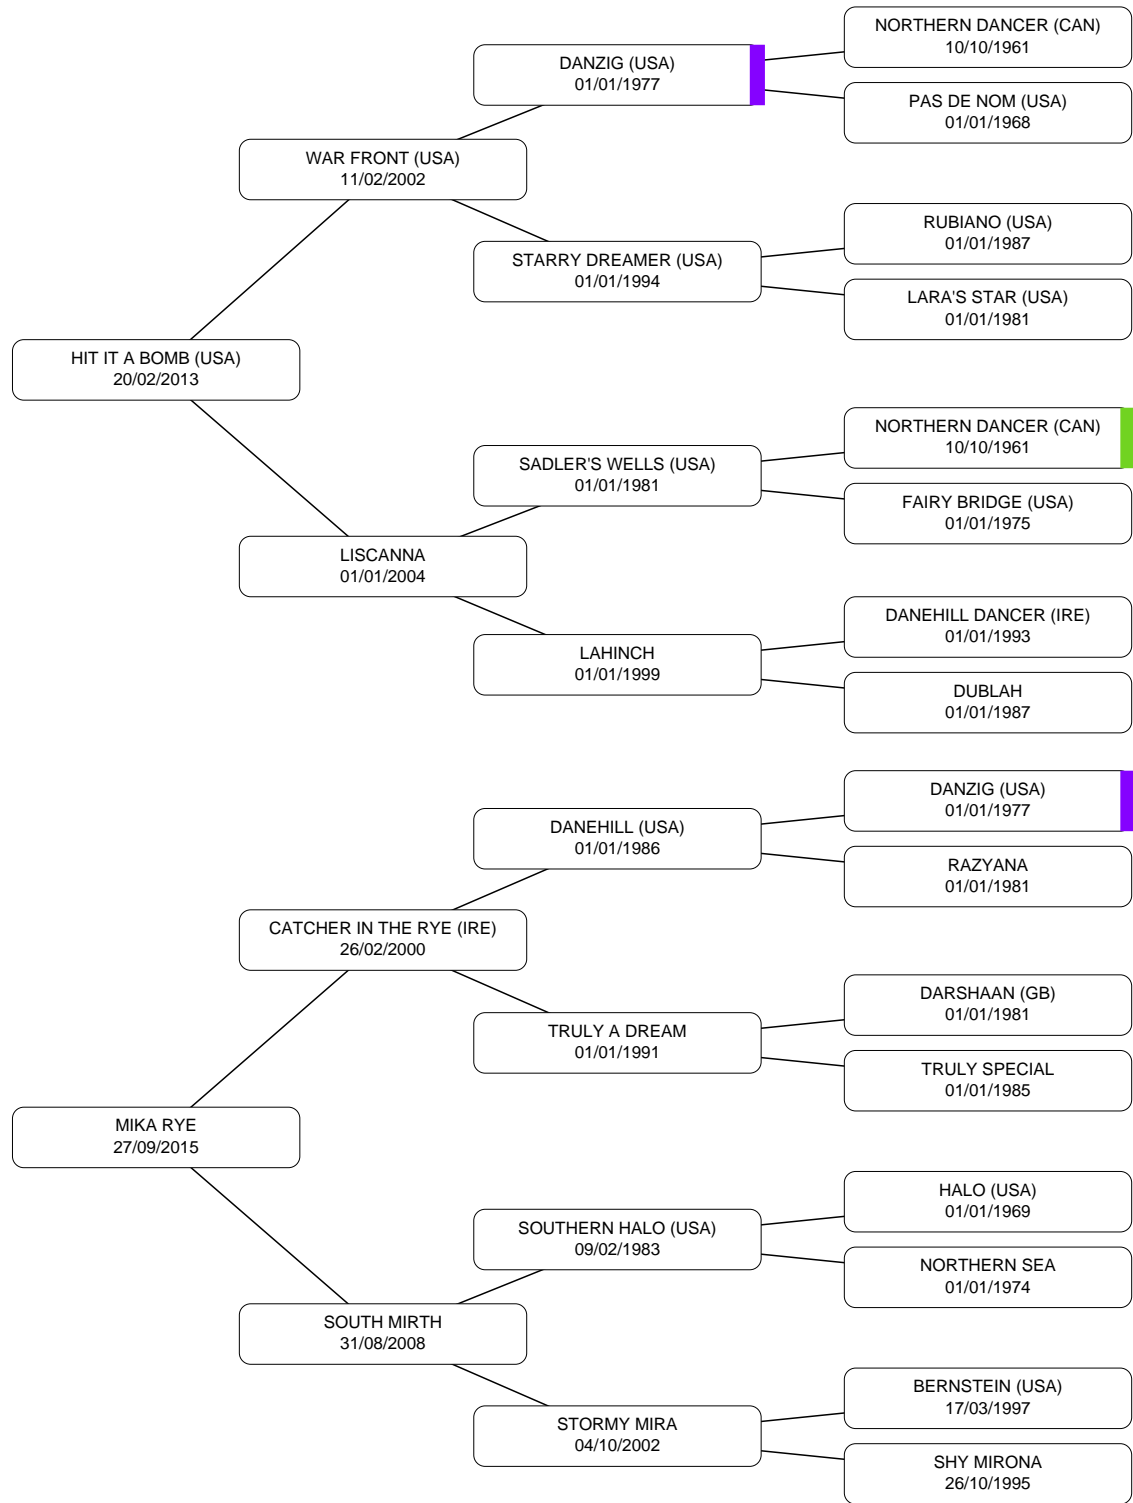 NORTHERN DANCER (CAN)
10/10/1961
DANZIG (USA)
01/01/1977
PAS DE NOM (USA)
01/01/1968
WAR FRONT (USA)
11/02/2002
RUBIANO (USA)
01/01/1987
STARRY DREAMER (USA)
01/01/1994
LARA'S STAR (USA)
01/01/1981
HIT IT A BOMB (USA)
20/02/2013
NORTHERN DANCER (CAN)
10/10/1961
SADLER'S WELLS (USA)
01/01/1981
FAIRY BRIDGE (USA)
01/01/1975
LISCANNA
01/01/2004
DANEHILL DANCER (IRE)
01/01/1993
LAHINCH
01/01/1999
DUBLAH
01/01/1987
DANZIG (USA)
01/01/1977
DANEHILL (USA)
01/01/1986
RAZYANA
01/01/1981
CATCHER IN THE RYE (IRE)
26/02/2000
DARSHAAN (GB)
01/01/1981
TRULY A DREAM
01/01/1991
TRULY SPECIAL
01/01/1985
MIKA RYE
27/09/2015
HALO (USA)
01/01/1969
SOUTHERN HALO (USA)
09/02/1983
NORTHERN SEA
01/01/1974
SOUTH MIRTH
31/08/2008
BERNSTEIN (USA)
17/03/1997
STORMY MIRA
04/10/2002
SHY MIRONA
26/10/1995